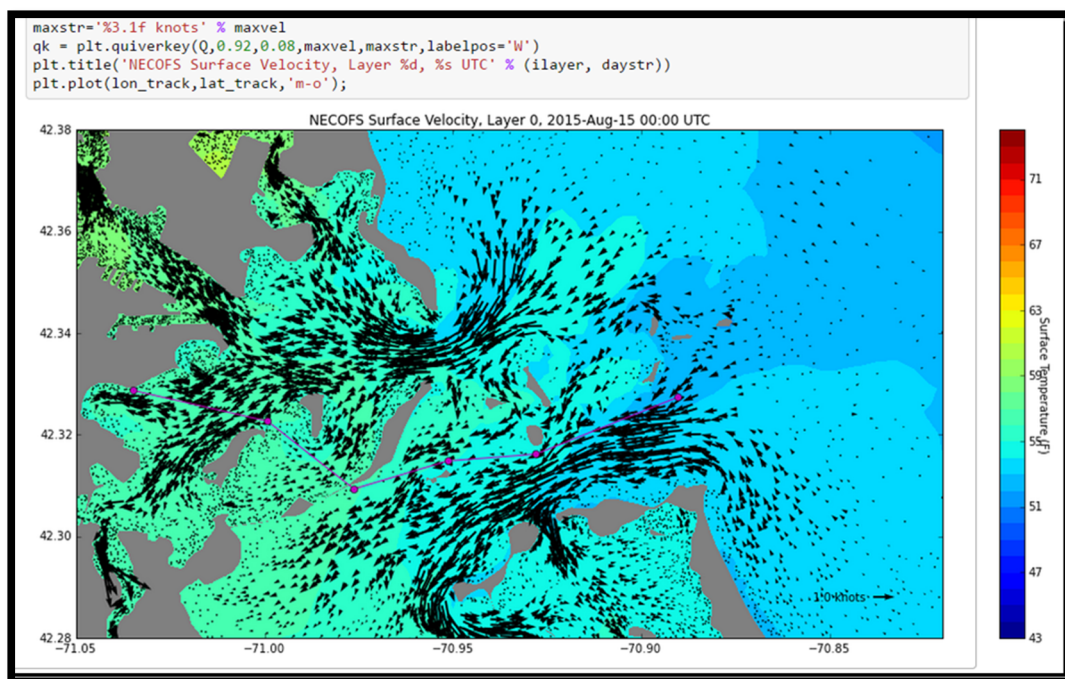 maxstr='%3.1f knots' % maxvel
qk = plt.quiverkey(Q,0.92,0.08,maxvel,maxstr,labelpos='W')
plt.title('NECOFS Surface Velocity, Layer %d, %s UTC' % (ilayer, daystr))
plt.plot(lon_track,lat_track,'m-o');
NECOFS Surface Velocity, Layer 0, 2015-Aug-15 00:00 UTC
42.38
42.36
42.34
42.32
42.30
42.28
−71.05
−71.00
−70.95
−70.90
−70.85
1.0 knots
71
67
63
59
55
51
47
43
Surface Temperature (F)